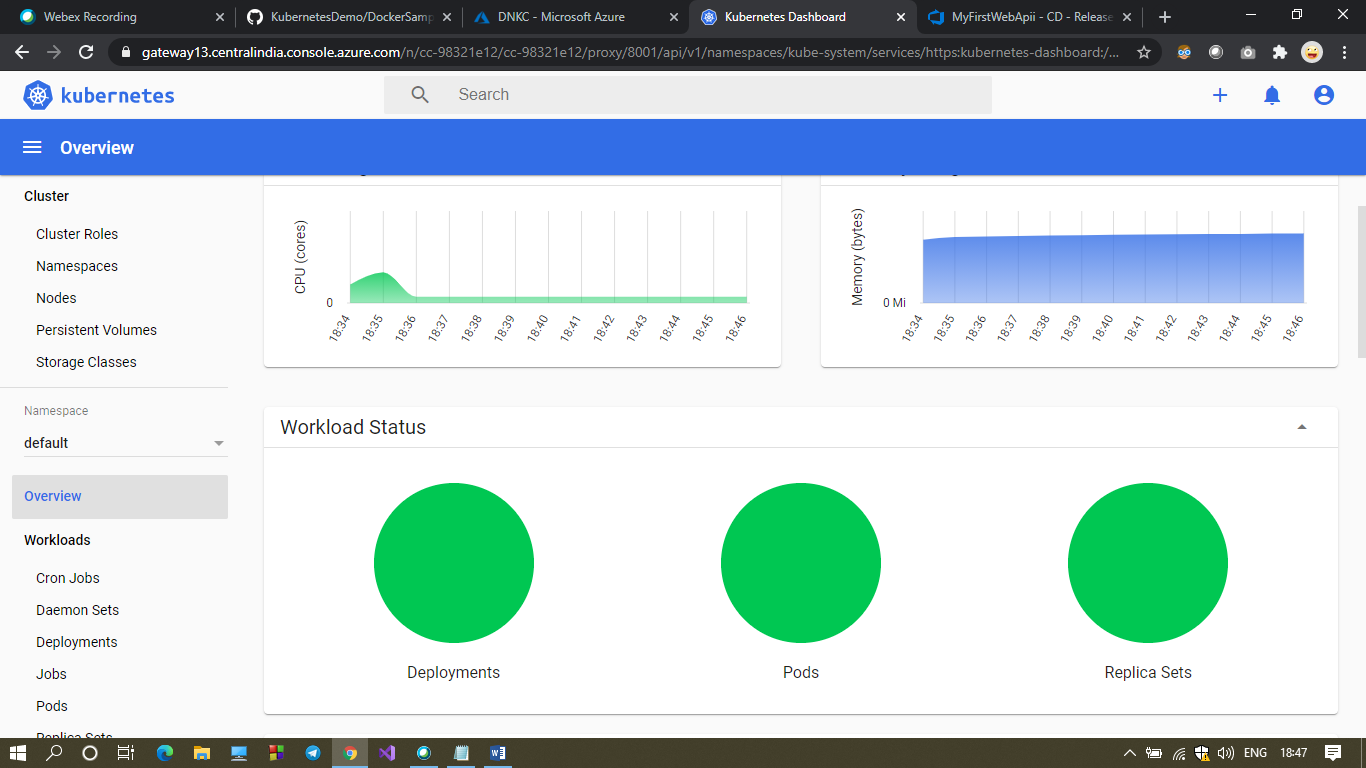 Webex Recording
KubernetesDemo/DockerSamp
DNKC - Microsoft Azure
Kubernetes Dashboard
MyFirstWebApii - CD - Release
gateway13.centralindia.console.azure.com/n/cc-98321e12/cc-98321e12/proxy/8001/api/v1/namespaces/kube-system/services/https:kubernetes-dashboard:/...
kubernetes
Search
Overview
Cluster
Cluster Roles
Namespaces
Nodes
Persistent Volumes
Storage Classes
Namespace
default
Overview
Workloads
Cron Jobs
Daemon Sets
Deployments
Jobs
Pods
Replica Sets
CPU (cores)
0
18:34 18:35 18:36 18:37 18:38 18:39 18:40 18:41 18:42 18:43 18:44 18:45 18:46
Memory (bytes)
0 Mi
18:34 18:35 18:36 18:37 18:38 18:39 18:40 18:41 18:42 18:43 18:44 18:45 18:46
Workload Status
Deployments
Pods
Replica Sets
ENG
18:47